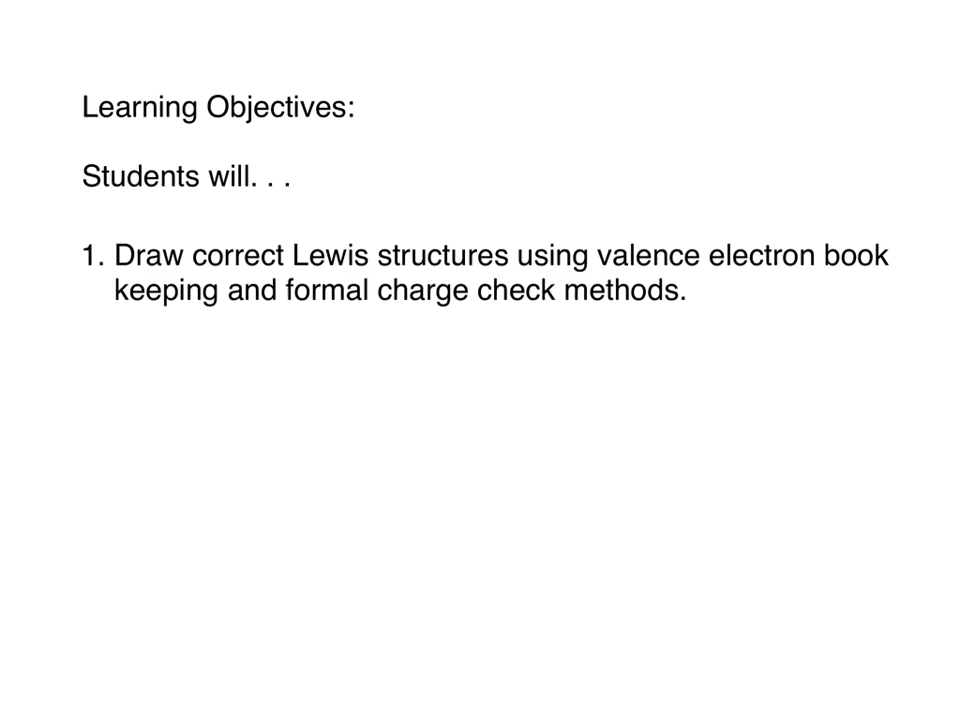 Learning Objectives:
Students will. . .
1. Draw correct Lewis structures using valence electron book
keeping and formal charge check methods.